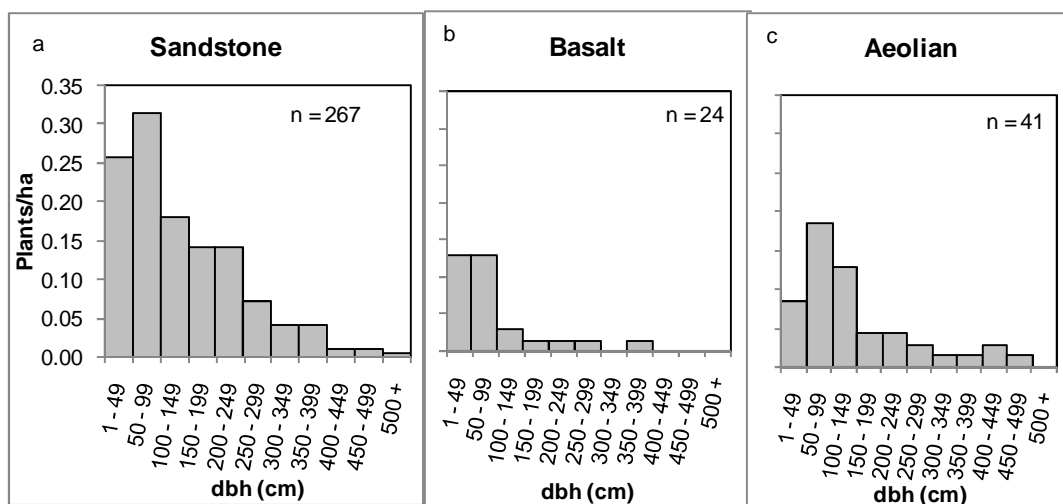 a
Sandstone
n = 267
0.35
0.30
0.25
0.20
0.15
0.10
0.05
0.00
Plants/ha
1 - 49
50 - 99
100 - 149
150 - 199
200 - 249
250 - 299
300 - 349
350 - 399
400 - 449
450 - 499
500 +
dbh (cm)
b
Basalt
n = 24
1 - 49
50 - 99
100 - 149
150 - 199
200 - 249
250 - 299
300 - 349
350 - 399
400 - 449
450 - 499
500 +
dbh (cm)
c
Aeolian
n = 41
1 - 49
50 - 99
100 - 149
150 - 199
200 - 249
250 - 299
300 - 349
350 - 399
400 - 449
450 - 499
500 +
dbh (cm)